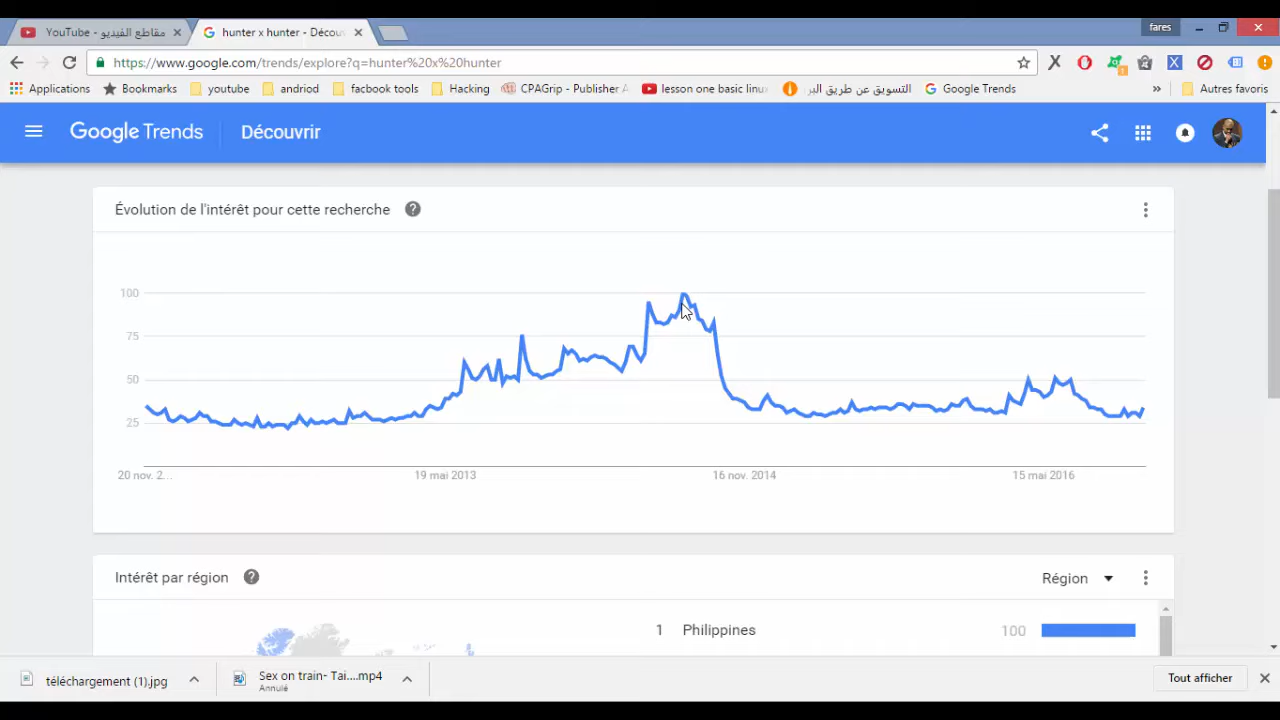 YouTube - مقاطع الفيديو
hunter x hunter - Décou
fares
https://www.google.com/trends/explore?q=hunter%20x%20hunter
Applications
Bookmarks
youtube
andriod
facbook tools
Hacking
CPAGrip - Publisher A
lesson one basic linu
التسويق عن طريق البر
Google Trends
»
Autres favoris
Google Trends
Découvrir
Évolution de l'intérêt pour cette recherche
100
75
50
25
20 nov. 2...
19 mai 2013
16 nov. 2014
15 mai 2016
Intérêt par région
Région
1 Philippines 100
téléchargement (1).jpg
Sex on train- Tai....mp4
Annulé
Tout afficher